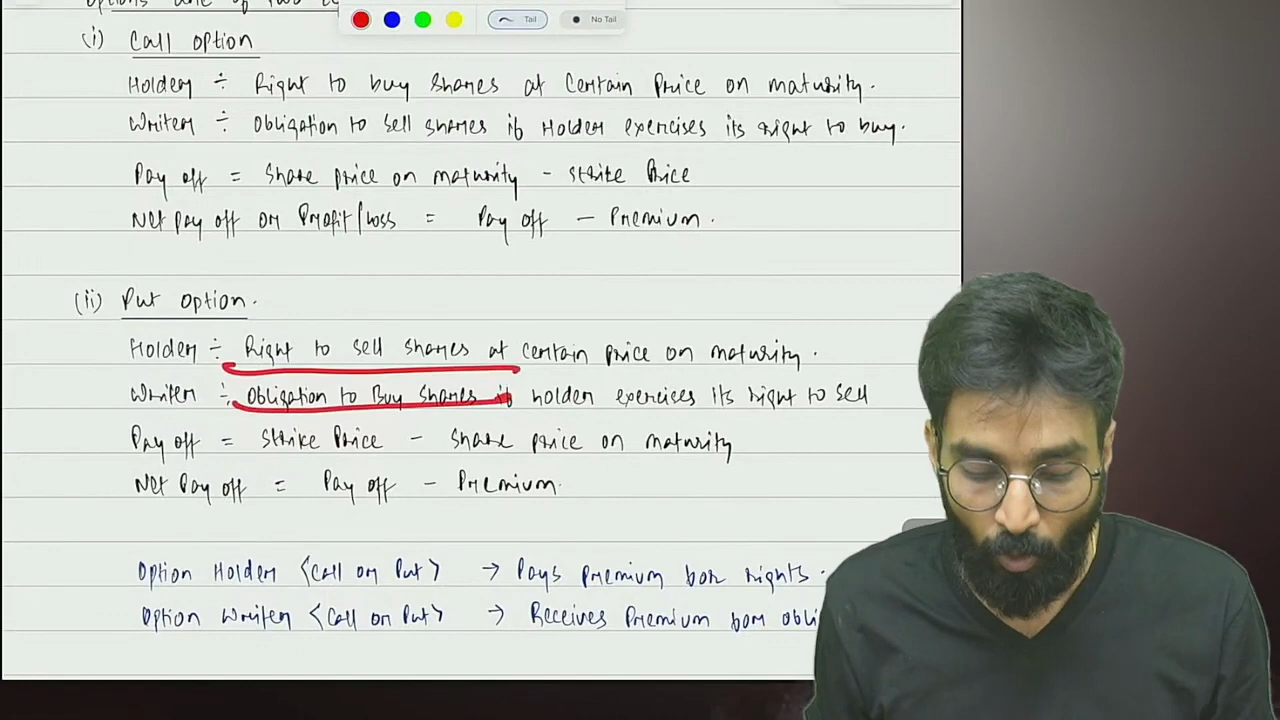 Options are of two
Tail No Tail
(i) Call option
Holder ÷ Right to buy shares at certain price on maturity.
Writer ÷ obligation to sell shares if Holder exercises its right to buy.
Pay off = Share price on maturity - Strike Price
Net Pay off or Profit/Loss = Pay off - Premium.
(ii) Put option.
Holder ÷ Right to sell shares at certain price on maturity.
Writer ÷ obligation to Buy shares if holder exercises its right to sell
Pay off = Strike Price - share price on maturity
Net Pay off = Pay off - Premium.
Option Holder <Call or Put> → Pays Premium for rights.
Option Writer <Call or Put> → Receives Premium for